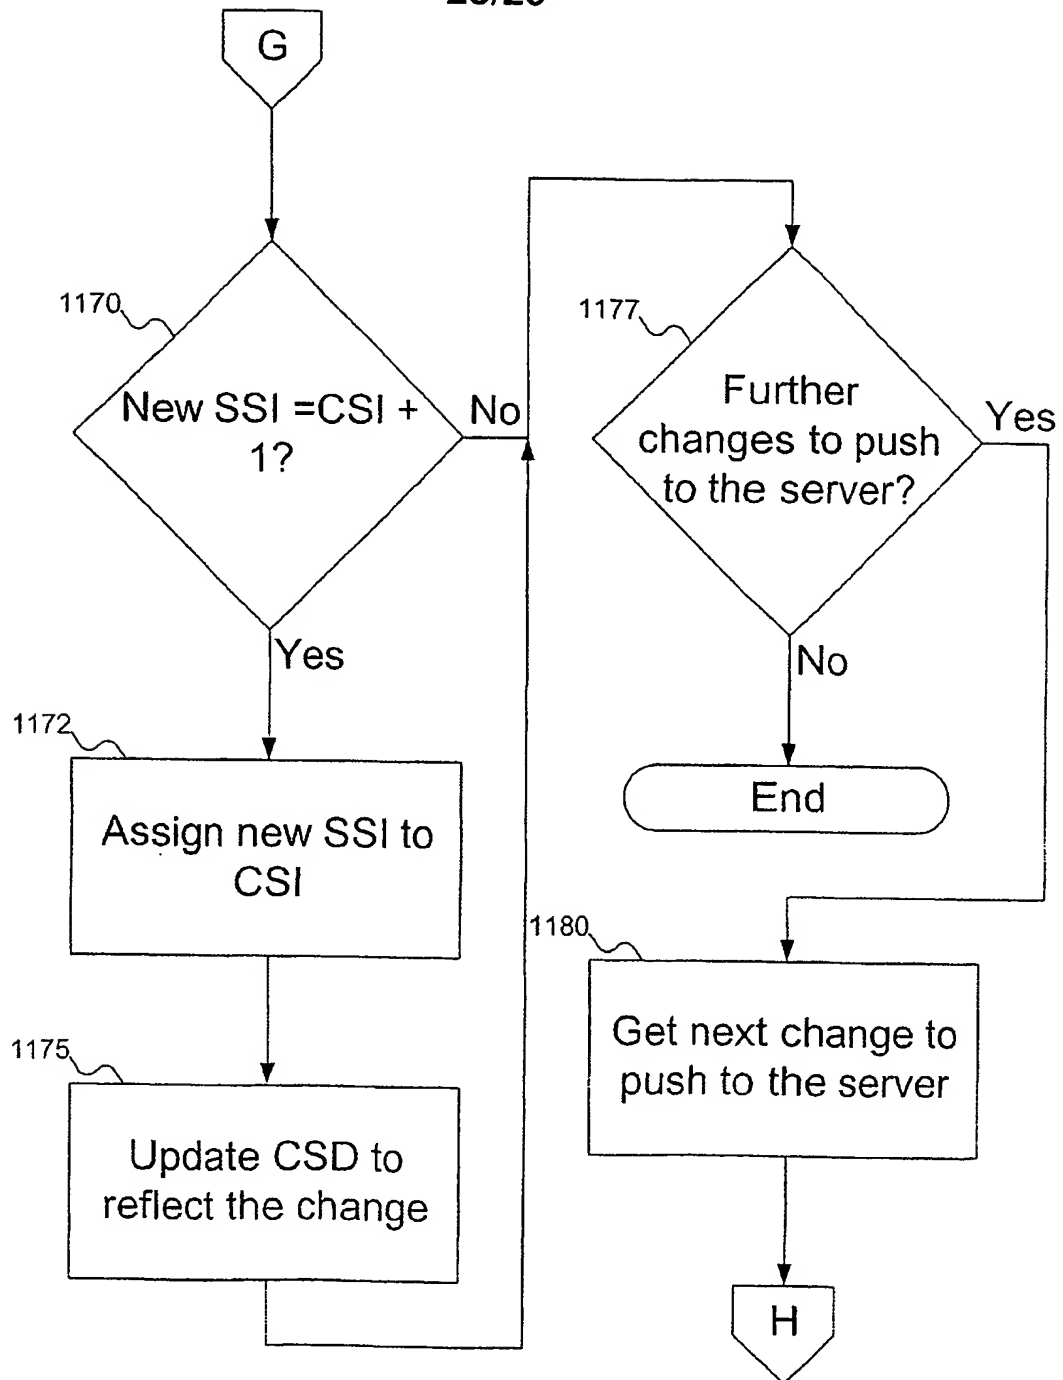 G
1170
New SSI =CSI +
1?
No
Yes
1172
Assign new SSI to
CSI
1175
Update CSD to
reflect the change
1177
Further
changes to push
to the server?
Yes
No
End
1180
Get next change to
push to the server
H